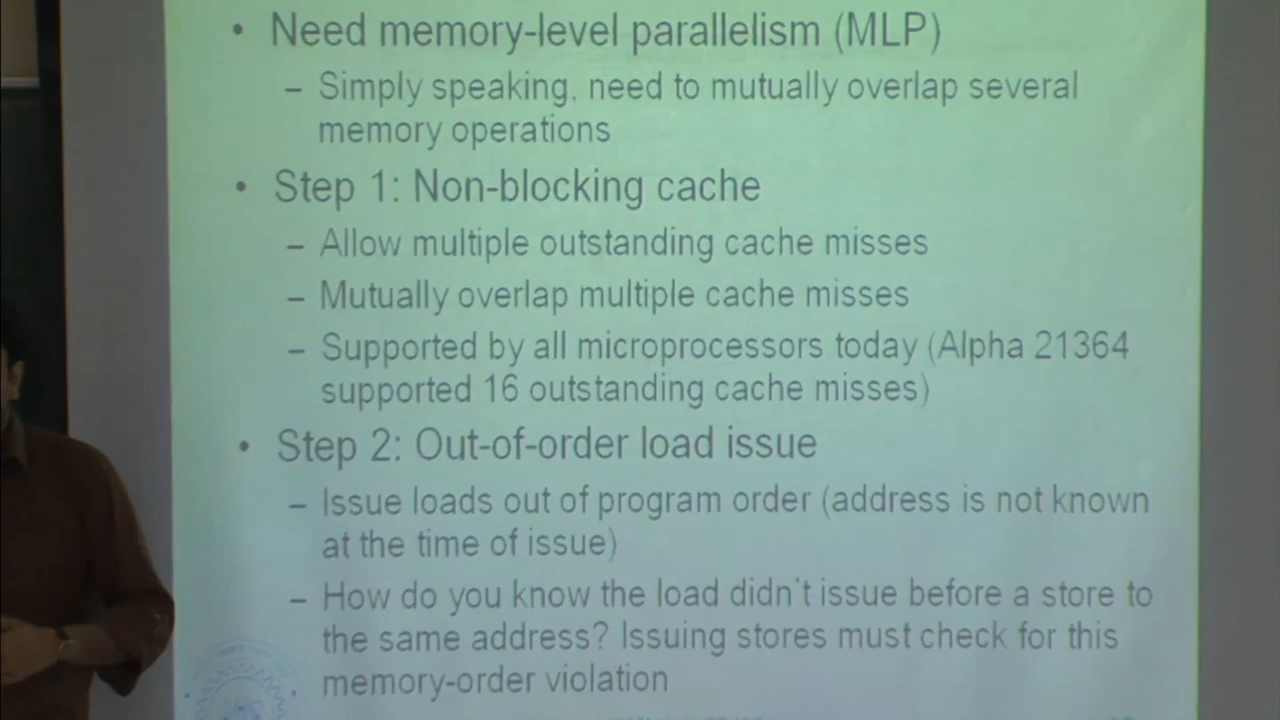 • Need memory-level parallelism (MLP)
– Simply speaking, need to mutually overlap several
memory operations
• Step 1: Non-blocking cache
– Allow multiple outstanding cache misses
– Mutually overlap multiple cache misses
– Supported by all microprocessors today (Alpha 21364
supported 16 outstanding cache misses)
• Step 2: Out-of-order load issue
– Issue loads out of program order (address is not known
at the time of issue)
– How do you know the load didn't issue before a store to
the same address? Issuing stores must check for this
memory-order violation